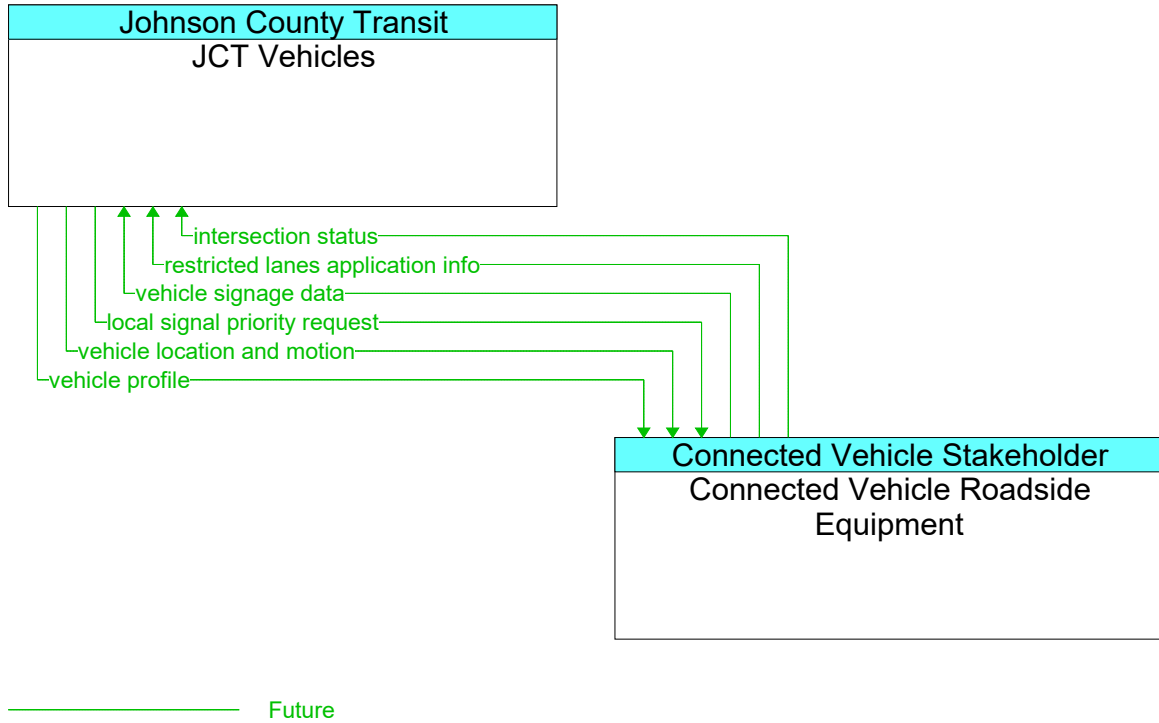 Johnson County Transit
JCT Vehicles
intersection status
restricted lanes application info
vehicle signage data
local signal priority request
vehicle location and motion
vehicle profile
Connected Vehicle Stakeholder
Connected Vehicle Roadside
Equipment
Future